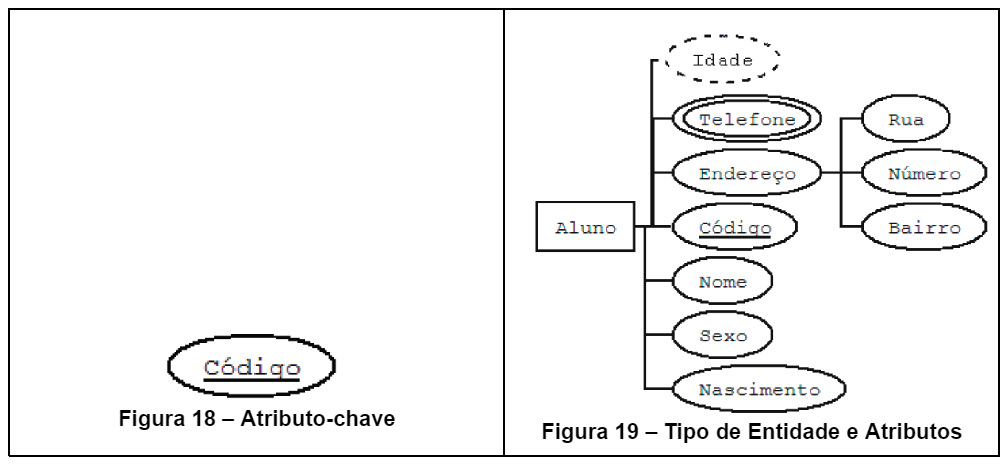 Código
Figura 18 – Atributo-chave
Idade
Telefone
Rua
Endereço
Número
Aluno
Código
Bairro
Nome
Sexo
Nascimento
Figura 19 – Tipo de Entidade e Atributos